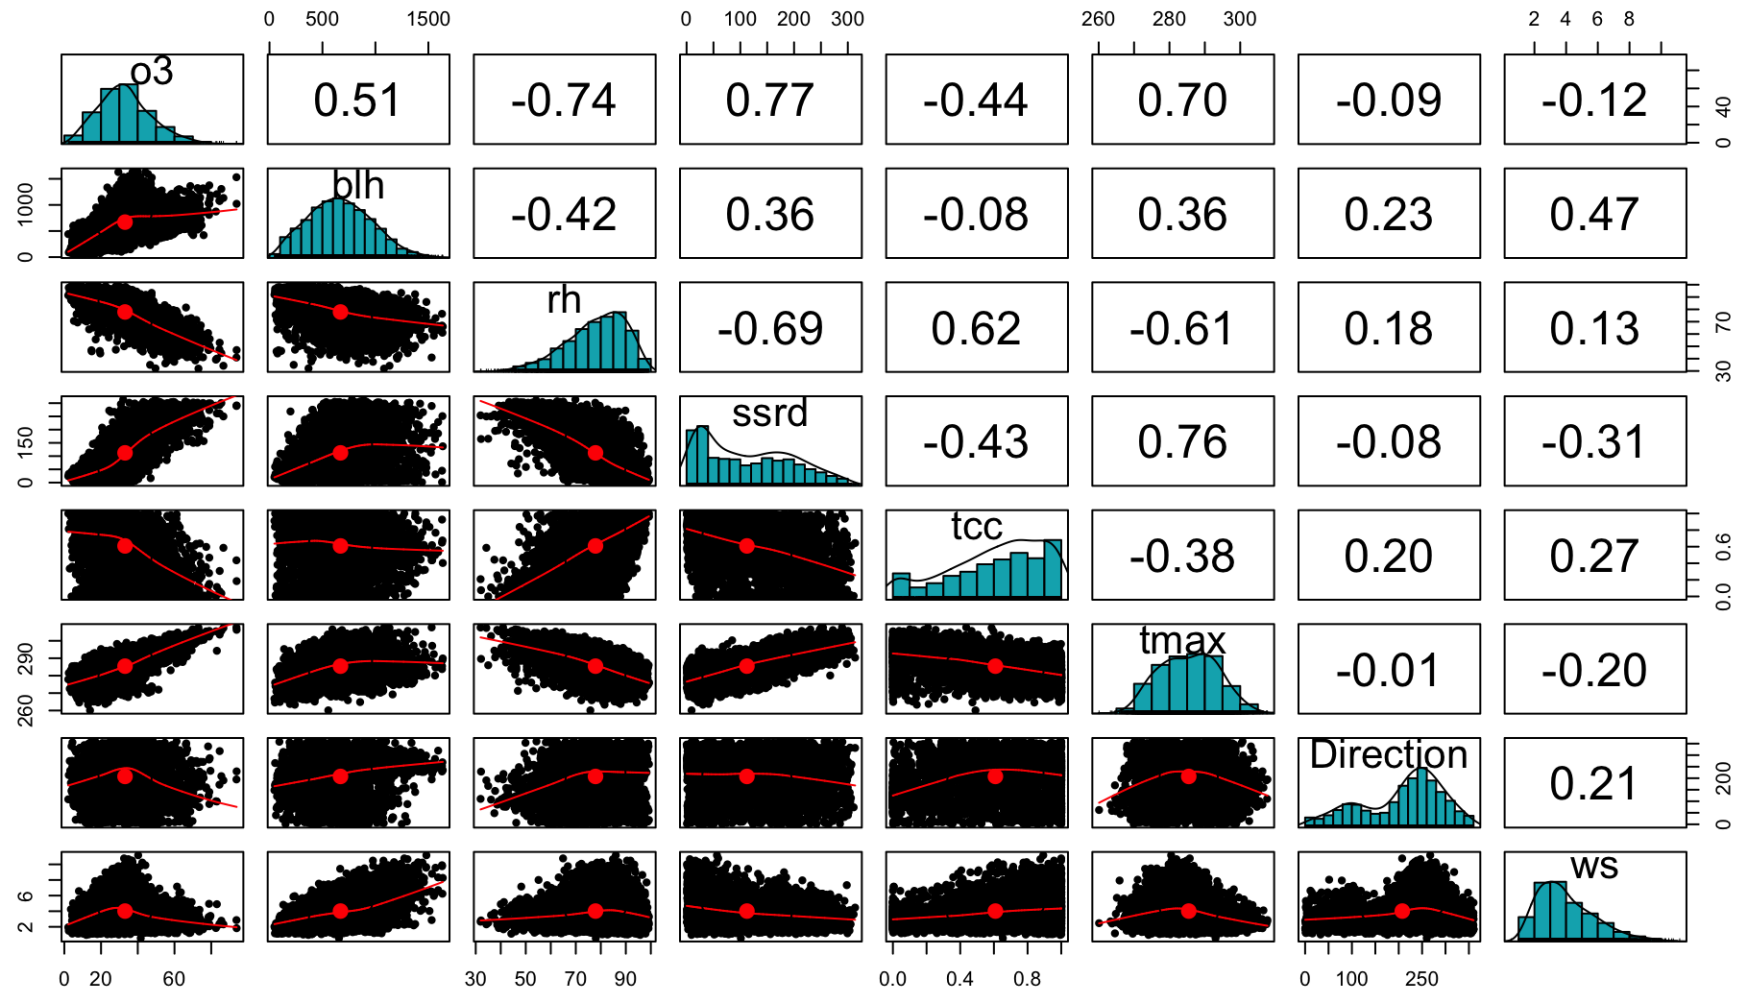 0 500 1500 0 100 200 300 260 280 300 2 4 6 8
o3 0.51 -0.74 0.77 -0.44 0.70 -0.09 -0.12
0 40
0 1000
blh -0.42 0.36 -0.08 0.36 0.23 0.47
rh -0.69 0.62 -0.61 0.18 0.13
30 70
0 150
ssrd -0.43 0.76 -0.08 -0.31
tcc -0.38 0.20 0.27
0.0 0.6
260 290
tmax -0.01 -0.20
Direction 0.21
0 200
2 6
ws
0 20 60 30 50 70 90 0.0 0.4 0.8 0 100 250